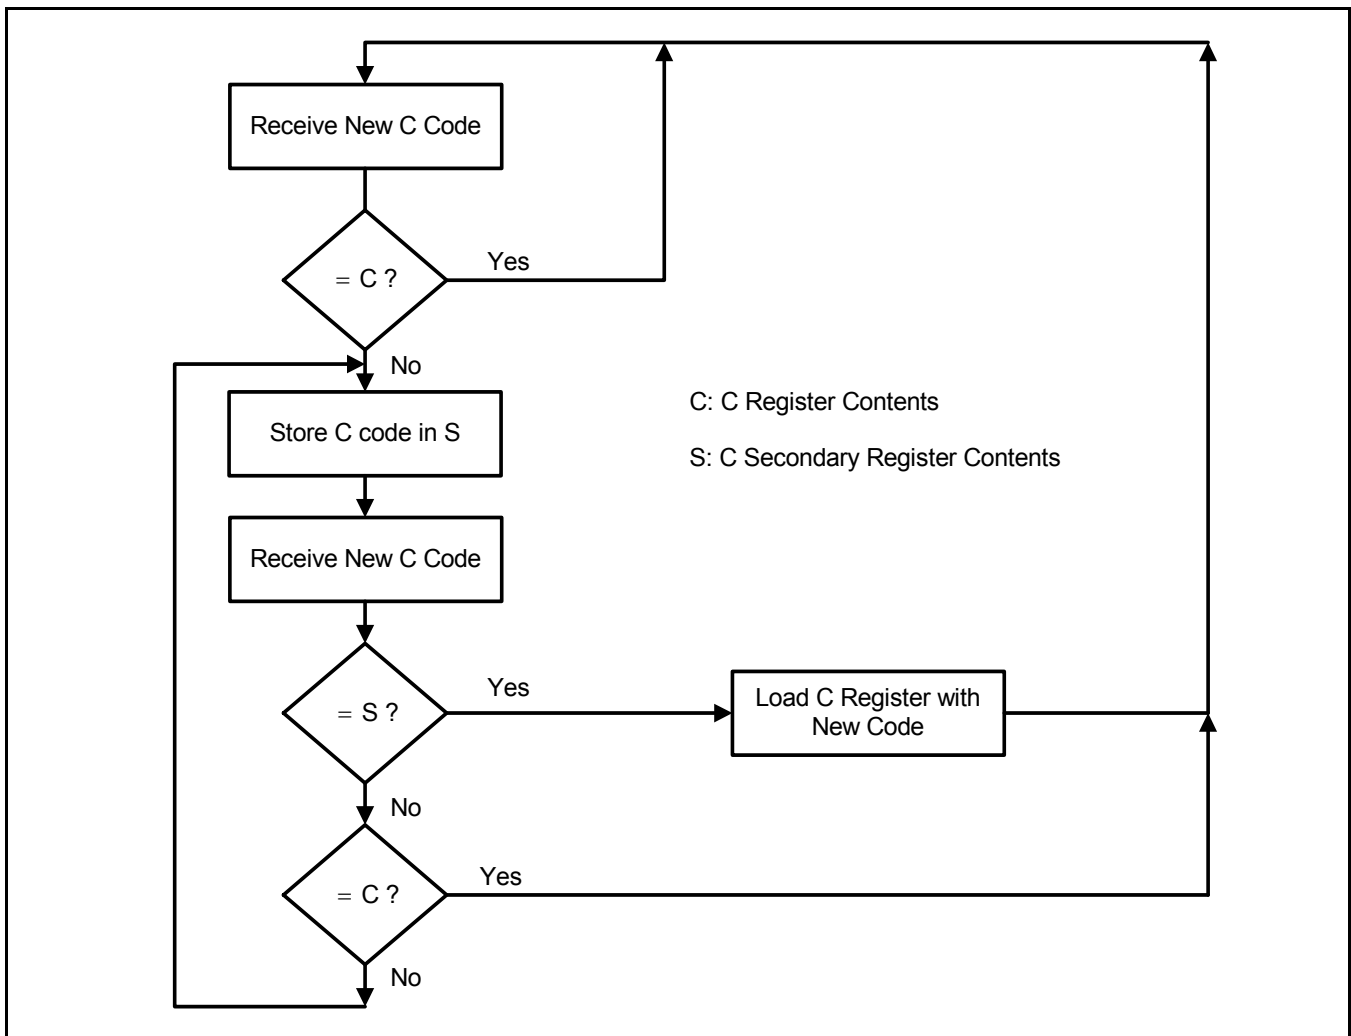 Receive New C Code
= C ?
Yes
No
C: C Register Contents
Store C code in S
S: C Secondary Register Contents
Receive New C Code
= S ?
Yes
Load C Register with
New Code
No
= C ?
Yes
No